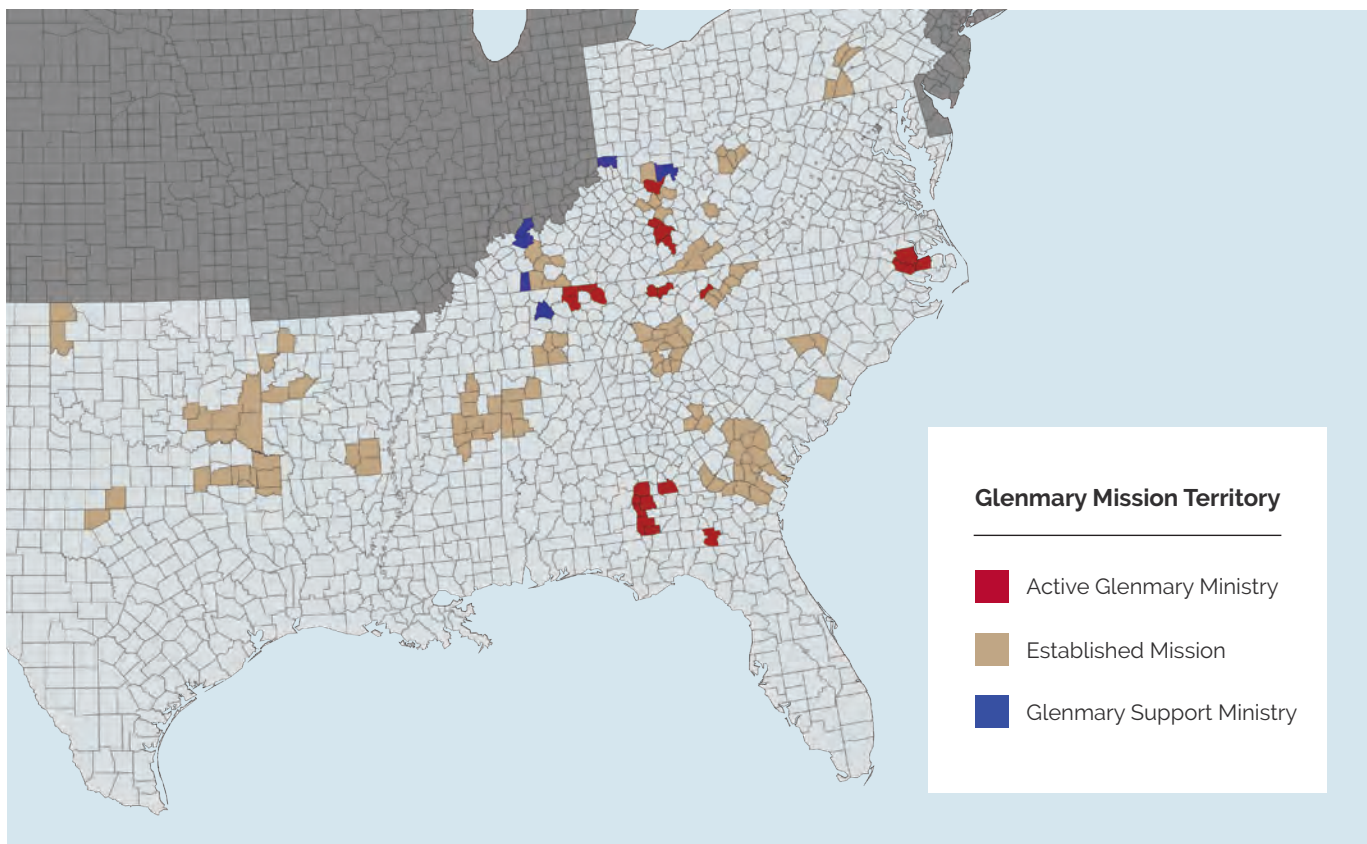 Glenmary Mission Territory
Active Glenmary Ministry
Established Mission
Glenmary Support Ministry